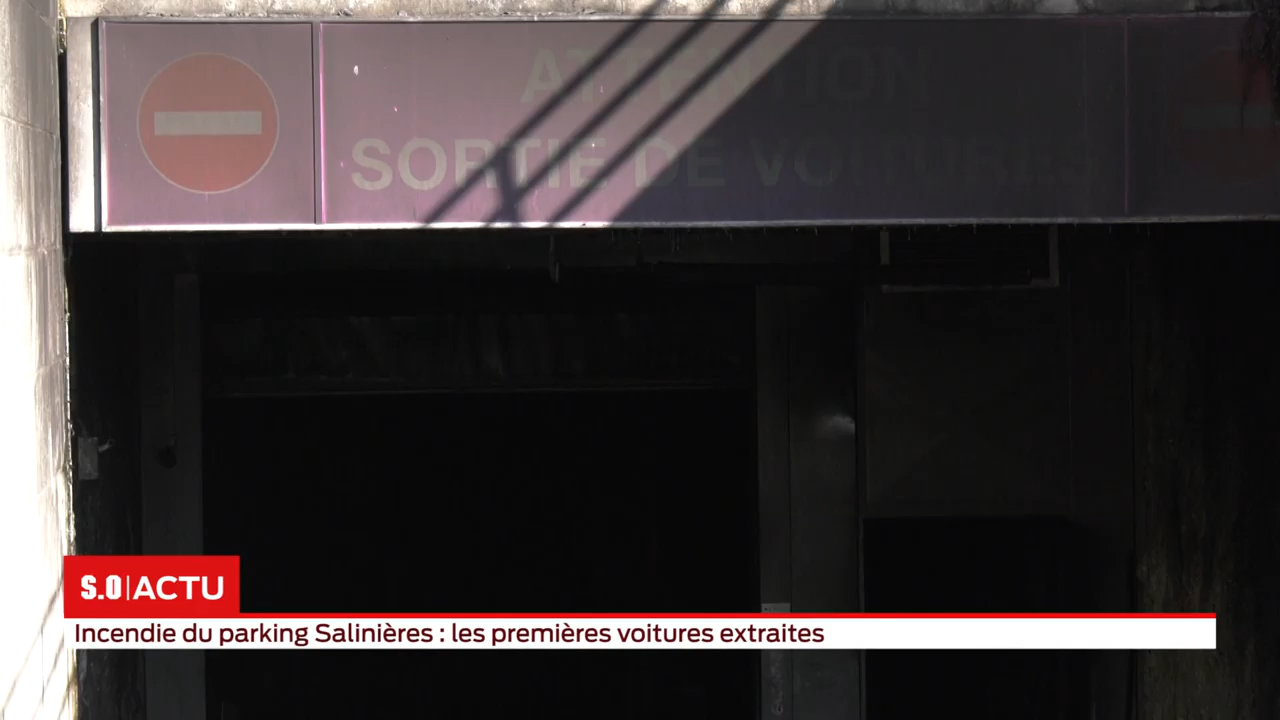 ATTENTION
SORTIE DE VOITURES
S.O|ACTU
Incendie du parking Salinières : les premières voitures extraites